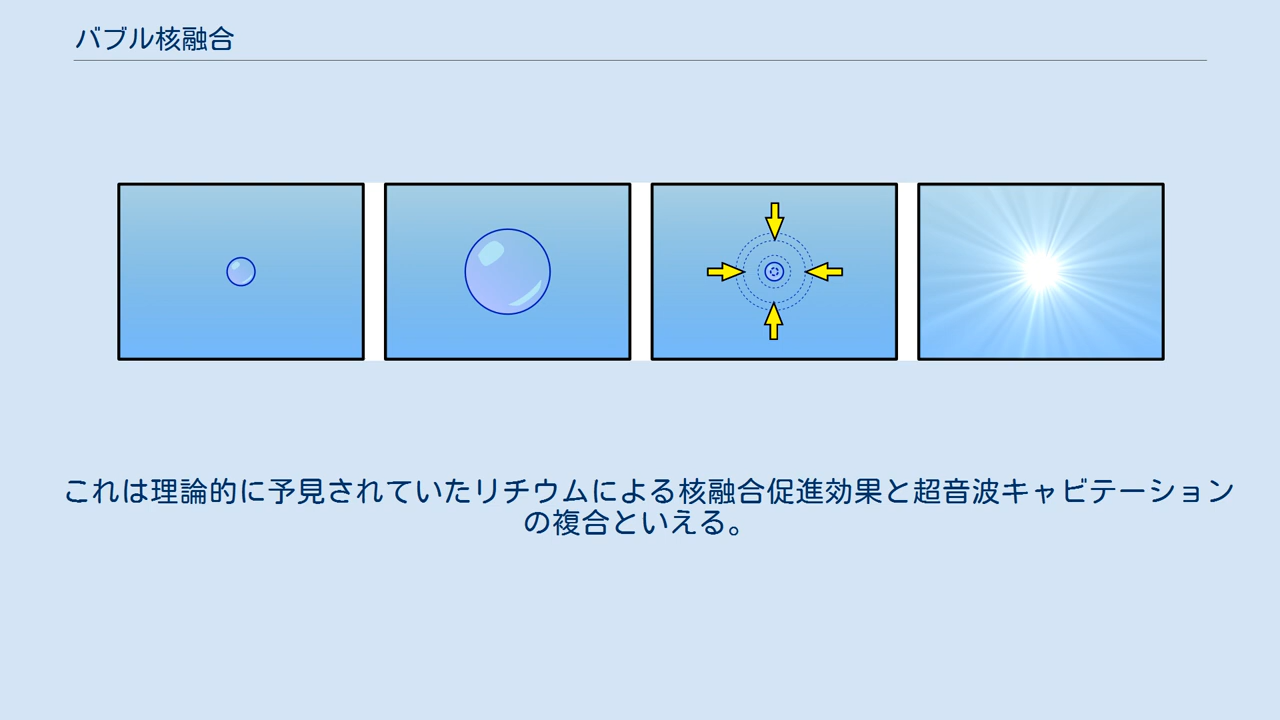 バブル核融合
これは理論的に予見されていたリチウムによる核融合促進効果と超音波キャビテーション
の複合といえる。